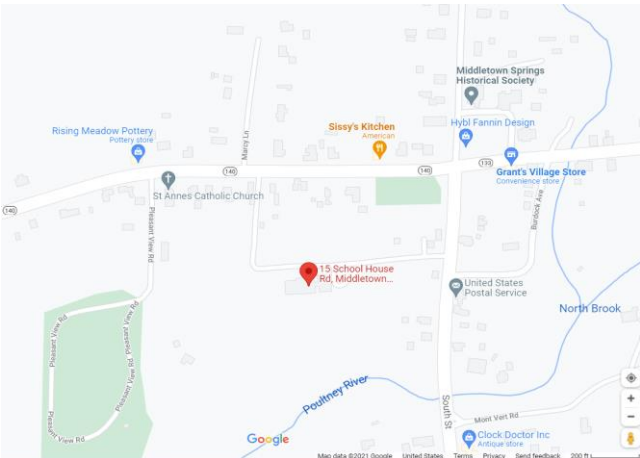 Middletown Springs
Historical Society
Rising Meadow Pottery
Pottery store
Marcy Ln
Sissy's Kitchen
American
Hybl Fannin Design
140
140
140
133
Grant's Village Store
Convenience store
St Annes Catholic Church
Burdock Ave
140
Pleasant View Rd
15 School House
Rd, Middletown...
United States
Postal Service
North Brook
Pleasant View Rd
Pleasant View Rd
Poultney River
South St
Mont Vert Rd
Pleasant View Rd
Clock Doctor Inc
Antique store
Google
Map data ©2021 Google United States Terms Privacy Send feedback 200 ft